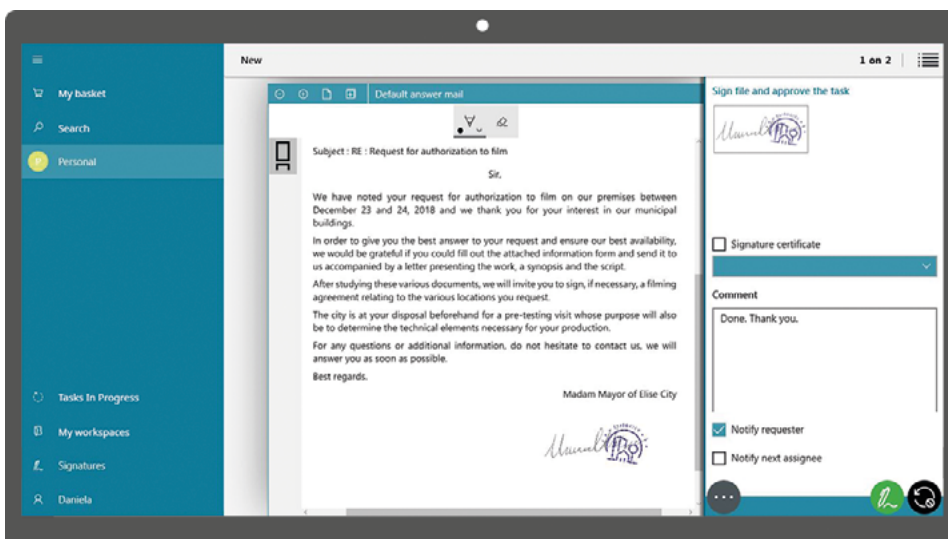 New
1 on 2
My basket
Search
P
Personal
Tasks In Progress
My workspaces
Signatures
Daniela
Default answer mail
Subject : RE : Request for authorization to film
Sir,
We have noted your request for authorization to film on our premises between
December 23 and 24, 2018 and we thank you for your interest in our municipal
buildings.
In order to give you the best answer to your request and ensure our best availability,
we would be grateful if you could fill out the attached information form and send it to
us accompanied by a letter presenting the work, a synopsis and the script.
After studying these various documents, we will invite you to sign, if necessary, a filming
agreement relating to the various locations you request.
The city is at your disposal beforehand for a pre-testing visit whose purpose will also
be to determine the technical elements necessary for your production.
For any questions or additional information, do not hesitate to contact us, we will
answer you as soon as possible.
Best regards.
Madam Mayor of Elise City
Sign file and approve the task
Signature certificate
Comment
Done. Thank you.
Notify requester
Notify next assignee